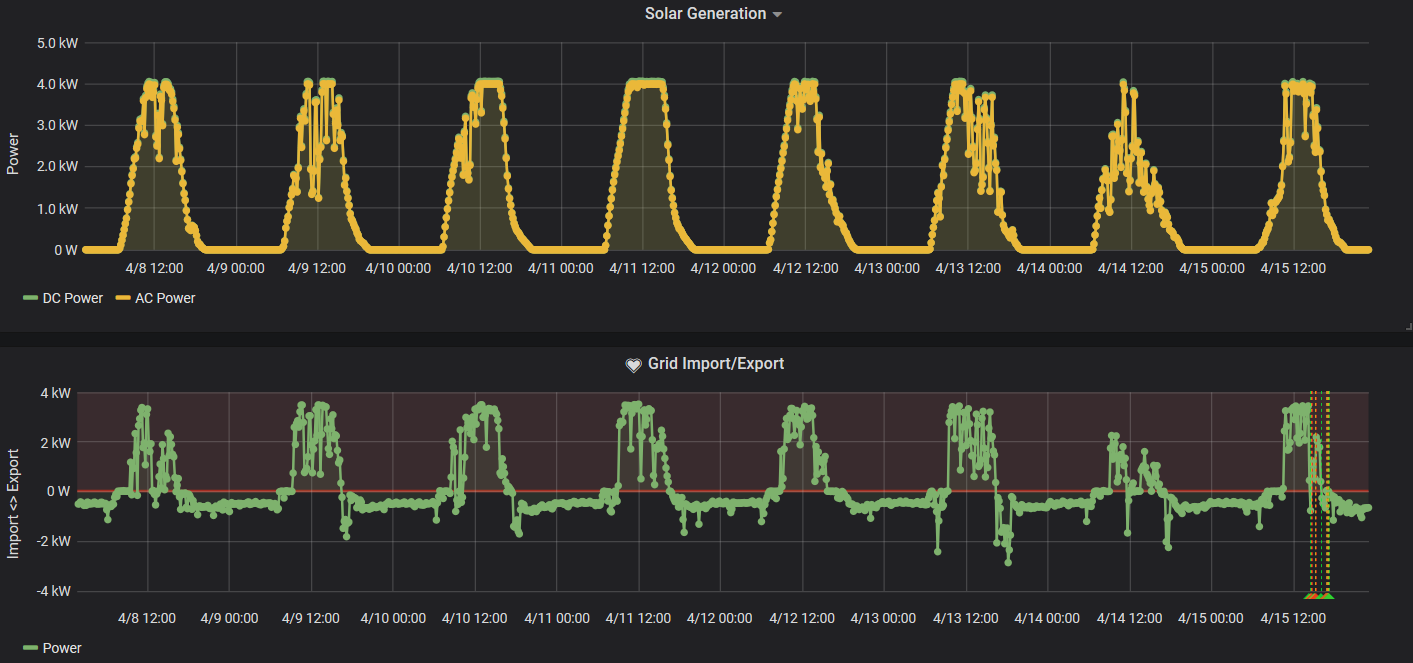 Solar Generation
5.0 kW
4.0 kW
3.0 kW
2.0 kW
1.0 kW
0 W
Power
4/8 12:00 4/9 00:00 4/9 12:00 4/10 00:00 4/10 12:00 4/11 00:00 4/11 12:00 4/12 00:00 4/12 12:00 4/13 00:00 4/13 12:00 4/14 00:00 4/14 12:00 4/15 00:00 4/15 12:00
DC Power AC Power
Grid Import/Export
4 kW
2 kW
0 W
-2 kW
-4 kW
Import <=> Export
4/8 12:00 4/9 00:00 4/9 12:00 4/10 00:00 4/10 12:00 4/11 00:00 4/11 12:00 4/12 00:00 4/12 12:00 4/13 00:00 4/13 12:00 4/14 00:00 4/14 12:00 4/15 00:00 4/15 12:00
Power